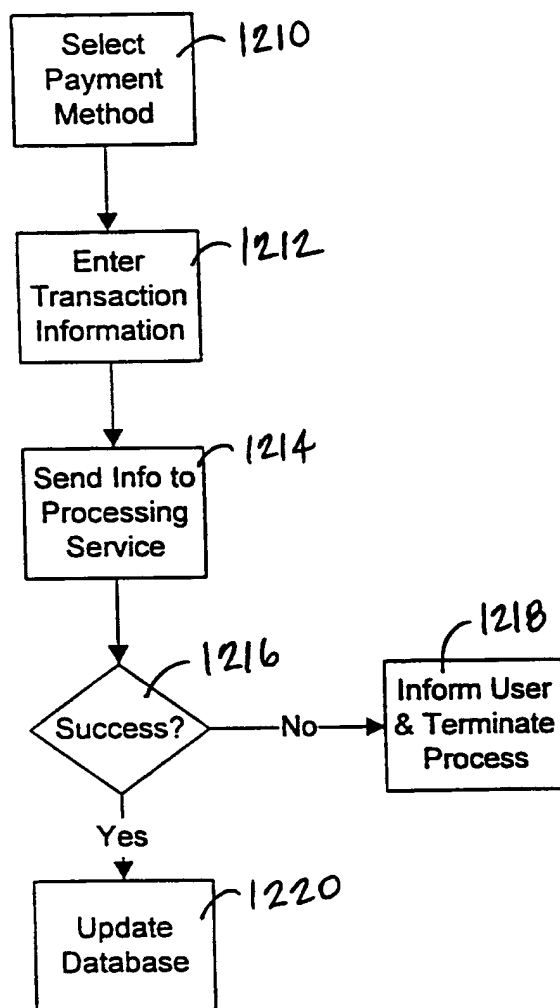 Select
Payment
Method
1210
Enter
Transaction
Information
1212
Send Info to
Processing
Service
1214
Success?
1216
No
Inform User
& Terminate
Process
1218
Yes
Update
Database
1220